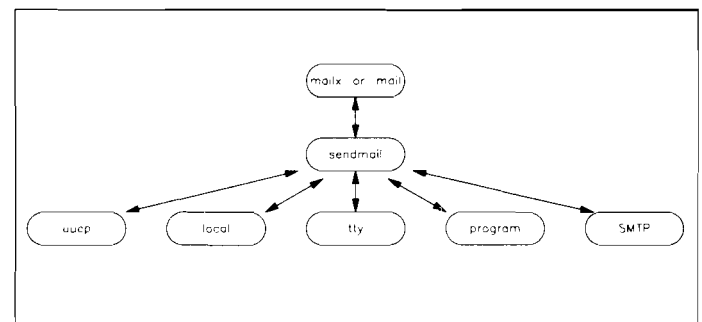 mailx or mail
sendmail
uucp
local
tty
program
SMTP